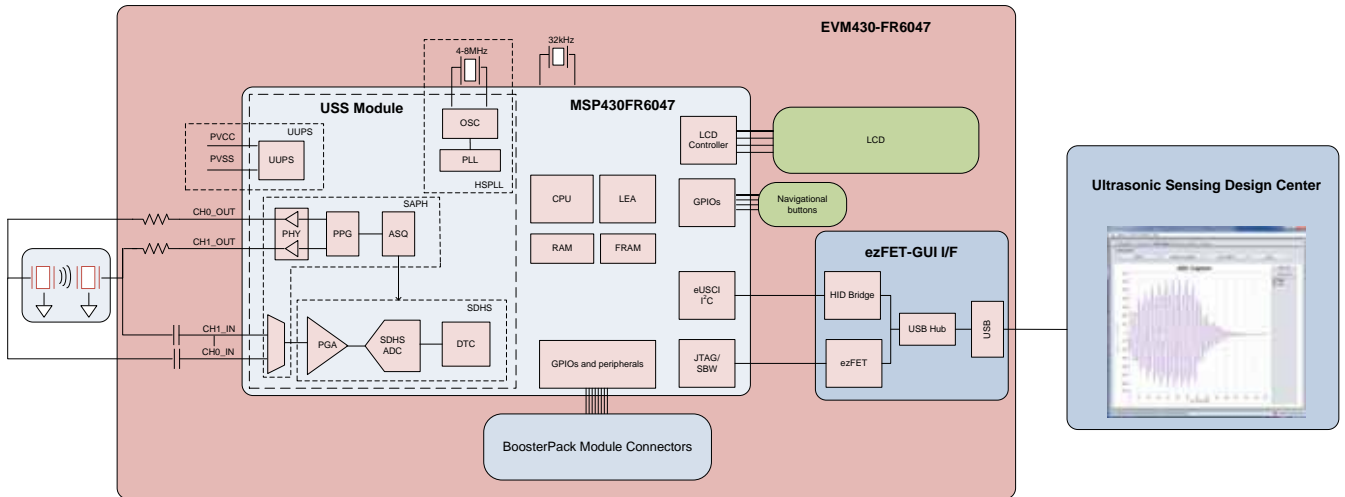 EVM430-FR6047
4-8MHz
32kHz
USS Module
MSP430FR6047
OSC
PLL
HSPLL
UUPS
PVCC
PVSS
UUPS
LCD
Controller
LCD
CPU
LEA
GPIOs
Navigational
buttons
RAM
FRAM
SAPH
CH0_OUT
CH1_OUT
PHY
PPG
ASQ
Ultrasonic Sensing Design Center
ezFET-GUI I/F
eUSCI
I²C
HID Bridge
USB Hub
USB
SDHS
CH1_IN
CH0_IN
PGA
SDHS
ADC
DTC
GPIOs and peripherals
JTAG/
SBW
ezFET
BoosterPack Module Connectors